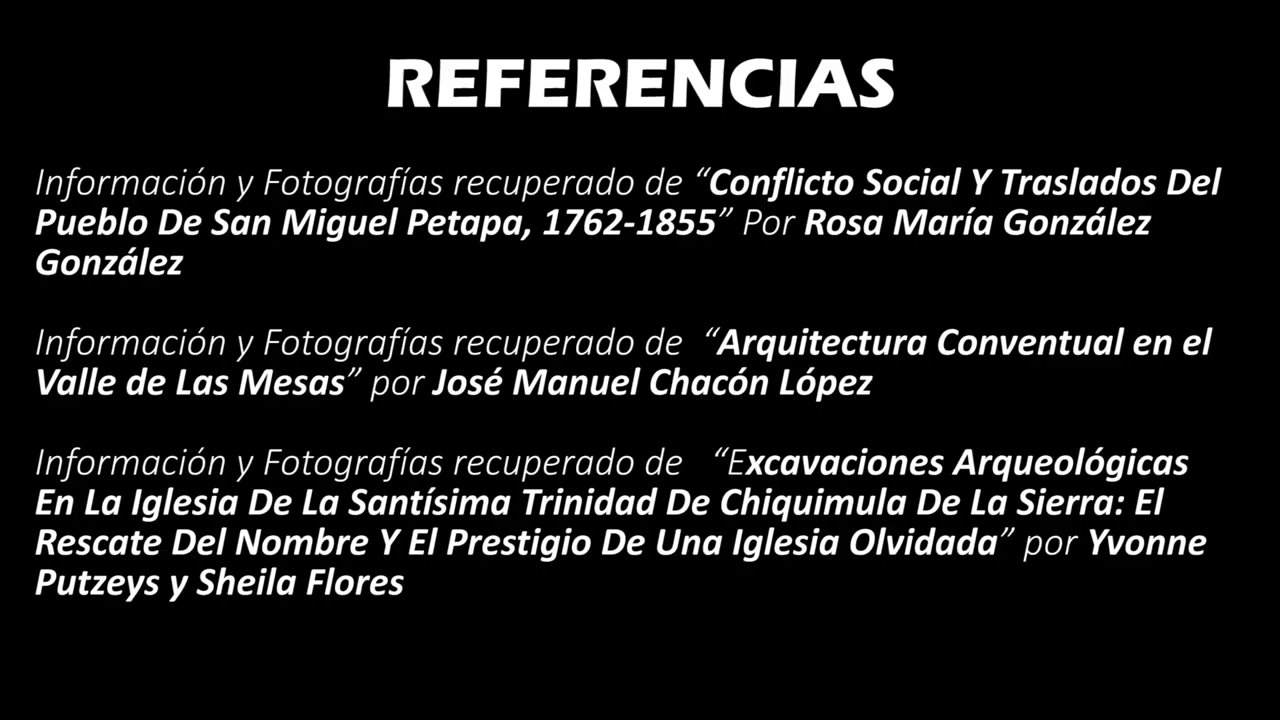 REFERENCIAS
Información y Fotografías recuperado de “Conflicto Social Y Traslados Del
Pueblo De San Miguel Petapa, 1762-1855” Por Rosa María González
González
Información y Fotografías recuperado de “Arquitectura Conventual en el
Valle de Las Mesas” por José Manuel Chacón López
Información y Fotografías recuperado de “Excavaciones Arqueológicas
En La Iglesia De La Santísima Trinidad De Chiquimula De La Sierra: El
Rescate Del Nombre Y El Prestigio De Una Iglesia Olvidada” por Yvonne
Putzeys y Sheila Flores